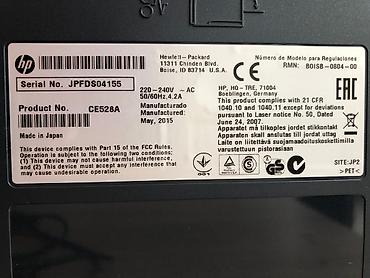 hp
Hewlett-Packard
11311 Chinden Blvd.
Boise, ID 83714 U.S.A.
Número de Modelo para Regulaciones
RMN: BOISB-0804-00
Serial No. JPFDS04155
220-240V ~ AC
50/60Hz, 4.2A
Product No. CE528A
Manufacturado
Manufactured
May, 2015
Made in Japan
HP, HQ-TRE, 71004
Boeblingen, Germany
This product complies with 21 CFR
1040.10 and 1040.11 except for deviations
pursuant to Laser notice No. 50, Dated
June 24, 2007.
Apparatet må tilkoples jordet stikkontakt
Apparaten skall anslutas till jordat uttag
Laite on liitettävä suojakoskettimilla
varustettuun pistorasiaan
This device complies with Part 15 of the FCC Rules.
Operation is subject to the following two conditions:
(1) This device may not cause harmful interference, and
(2) This device must accept any interference received,
including interference that may cause undesired
operation.
CE
EAC
001
SITE:JP2
>PET<